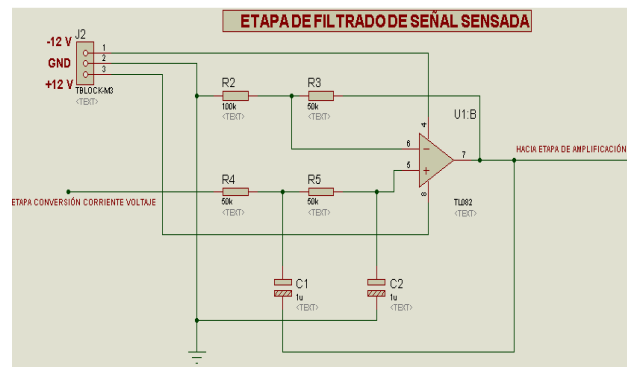 ETAPA DE FILTRADO DE SEÑAL SENSADA
-12 V
J2
GND
+12 V
1
2
3
TBLOCK-M3
<TEXT>
R2
100k
<TEXT>
R3
50k
<TEXT>
U1:B
4
6
5
7
8
TL082
<TEXT>
HACIA ETAPA DE AMPLIFICACIÓN
R4
50k
<TEXT>
R5
50k
<TEXT>
ETAPA CONVERSIÓN CORRIENTE VOLTAJE
C1
1u
<TEXT>
C2
1u
<TEXT>